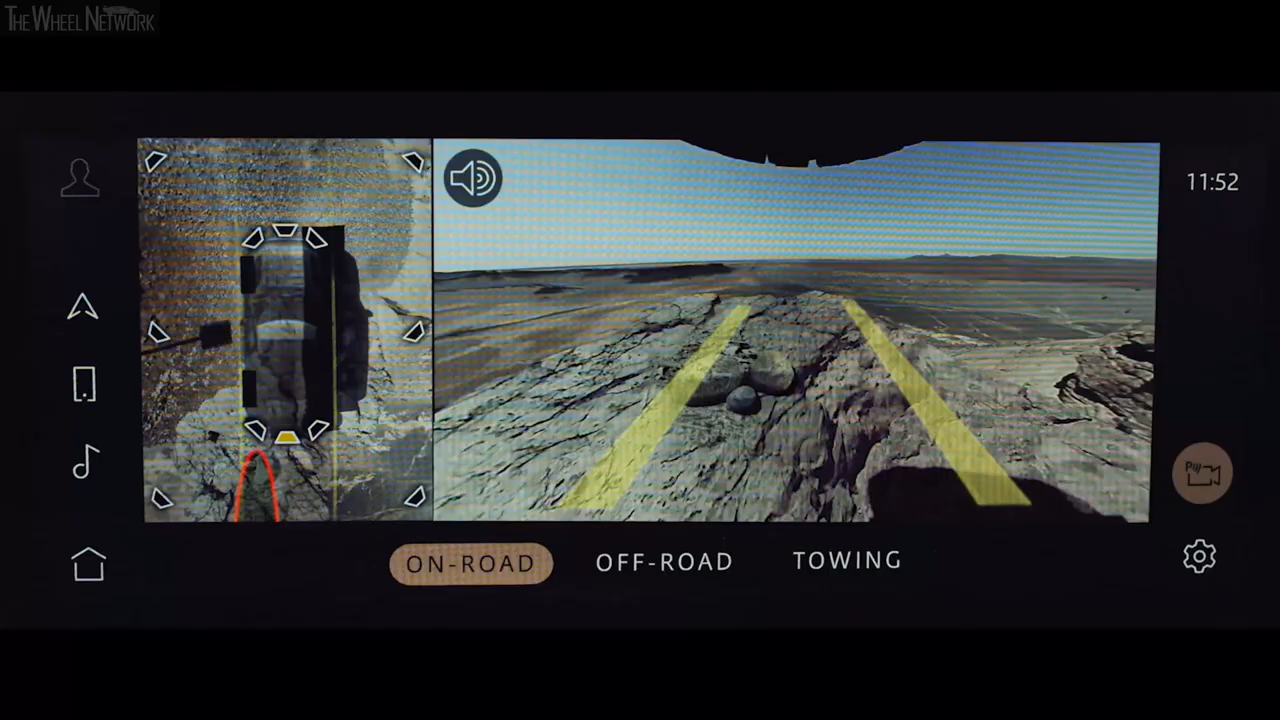 THE WHEEL NETWORK
11:52
P
ON-ROAD
OFF-ROAD
TOWING